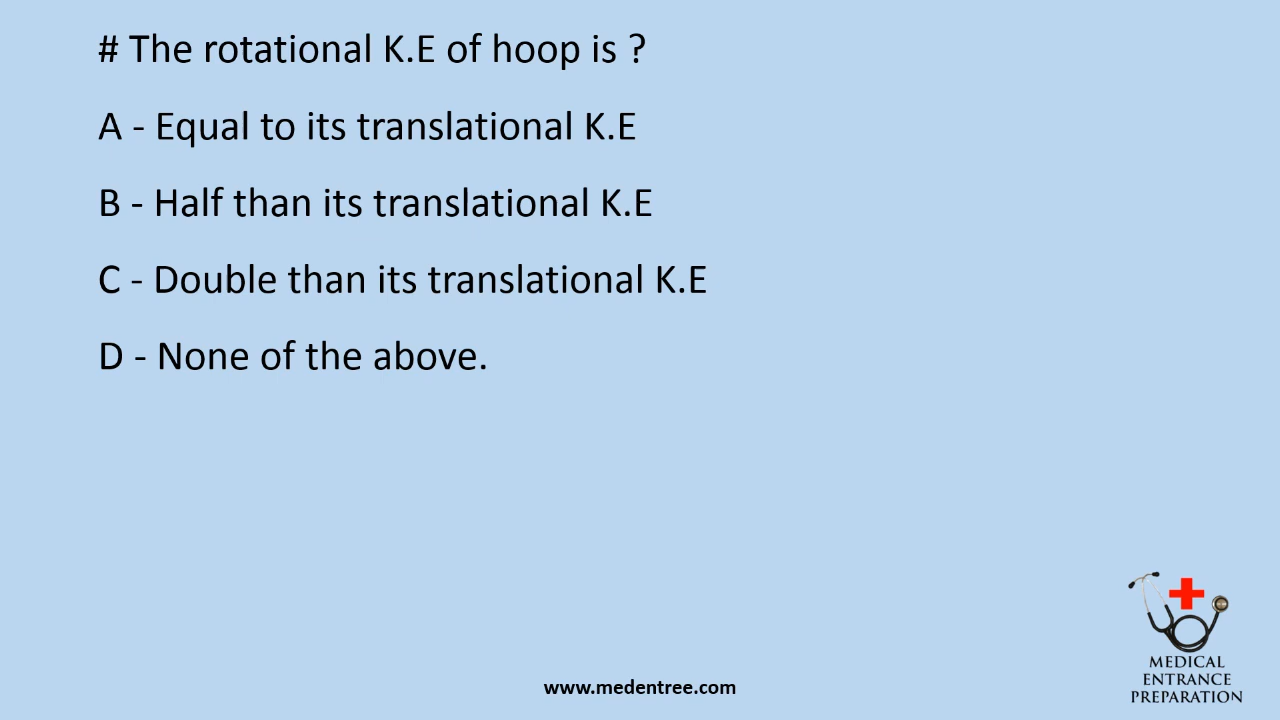 # The rotational K.E of hoop is ?
A - Equal to its translational K.E
B - Half than its translational K.E
C - Double than its translational K.E
D - None of the above.
MEDICAL
ENTRANCE
PREPARATION
www.medentree.com